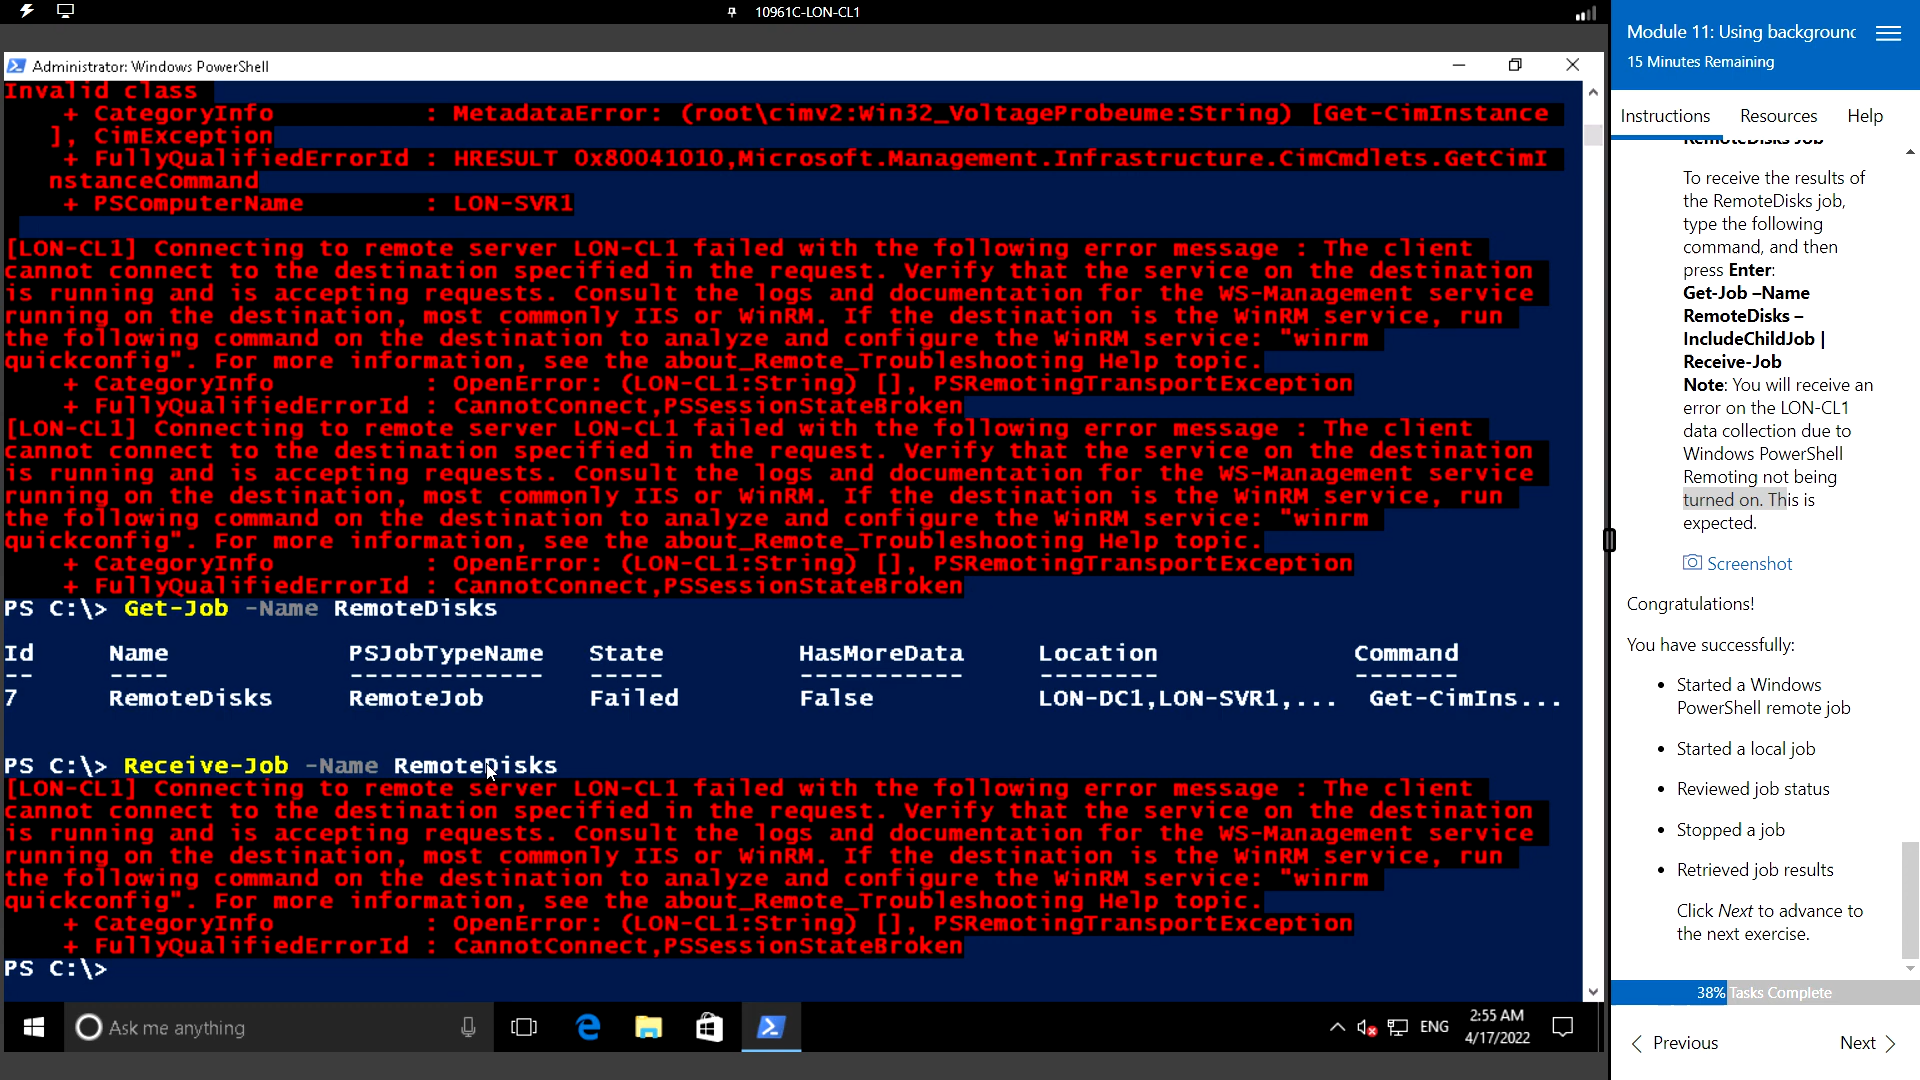 10961C-LON-CL1
Administrator: Windows PowerShell
Invalid class
    + CategoryInfo          : MetadataError: (root\cimv2:Win32_VoltageProbeume:String) [Get-CimInstance
   ], CimException
    + FullyQualifiedErrorId : HRESULT 0x80041010,Microsoft.Management.Infrastructure.CimCmdlets.GetCimI
   nstanceCommand
    + PSComputerName        : LON-SVR1
[LON-CL1] Connecting to remote server LON-CL1 failed with the following error message : The client
cannot connect to the destination specified in the request. Verify that the service on the destination
is running and is accepting requests. Consult the logs and documentation for the WS-Management service
running on the destination, most commonly IIS or WinRM. If the destination is the WinRM service, run
the following command on the destination to analyze and configure the WinRM service: "winrm
quickconfig". For more information, see the about_Remote_Troubleshooting Help topic.
    + CategoryInfo          : OpenError: (LON-CL1:String) [], PSRemotingTransportException
    + FullyQualifiedErrorId : CannotConnect,PSSessionStateBroken
[LON-CL1] Connecting to remote server LON-CL1 failed with the following error message : The client
cannot connect to the destination specified in the request. Verify that the service on the destination
is running and is accepting requests. Consult the logs and documentation for the WS-Management service
running on the destination, most commonly IIS or WinRM. If the destination is the WinRM service, run
the following command on the destination to analyze and configure the WinRM service: "winrm
quickconfig". For more information, see the about_Remote_Troubleshooting Help topic.
    + CategoryInfo          : OpenError: (LON-CL1:String) [], PSRemotingTransportException
    + FullyQualifiedErrorId : CannotConnect,PSSessionStateBroken
PS C:\> Get-Job -Name RemoteDisks
Id     Name            PSJobTypeName   State         HasMoreData     Location             Command
--     ----            -------------   -----         -----------     --------             -------
7      RemoteDisks     RemoteJob       Failed        False           LON-DC1,LON-SVR1,...  Get-CimIns...
PS C:\> Receive-Job -Name RemoteDisks
[LON-CL1] Connecting to remote server LON-CL1 failed with the following error message : The client
cannot connect to the destination specified in the request. Verify that the service on the destination
is running and is accepting requests. Consult the logs and documentation for the WS-Management service
running on the destination, most commonly IIS or WinRM. If the destination is the WinRM service, run
the following command on the destination to analyze and configure the WinRM service: "winrm
quickconfig". For more information, see the about_Remote_Troubleshooting Help topic.
    + CategoryInfo          : OpenError: (LON-CL1:String) [], PSRemotingTransportException
    + FullyQualifiedErrorId : CannotConnect,PSSessionStateBroken
PS C:\>
Ask me anything
ENG
2:55 AM
4/17/2022
Module 11: Using background
15 Minutes Remaining
Instructions Resources Help
RemoteDisks Job
To receive the results of
the RemoteDisks job,
type the following
command, and then
press Enter:
Get-Job –Name
RemoteDisks –
IncludeChildJob |
Receive-Job
Note: You will receive an
error on the LON-CL1
data collection due to
Windows PowerShell
Remoting not being
turned on. This is
expected.
Screenshot
Congratulations!
You have successfully:
• Started a Windows
PowerShell remote job
• Started a local job
• Reviewed job status
• Stopped a job
• Retrieved job results
Click Next to advance to
the next exercise.
38% Tasks Complete
Previous Next